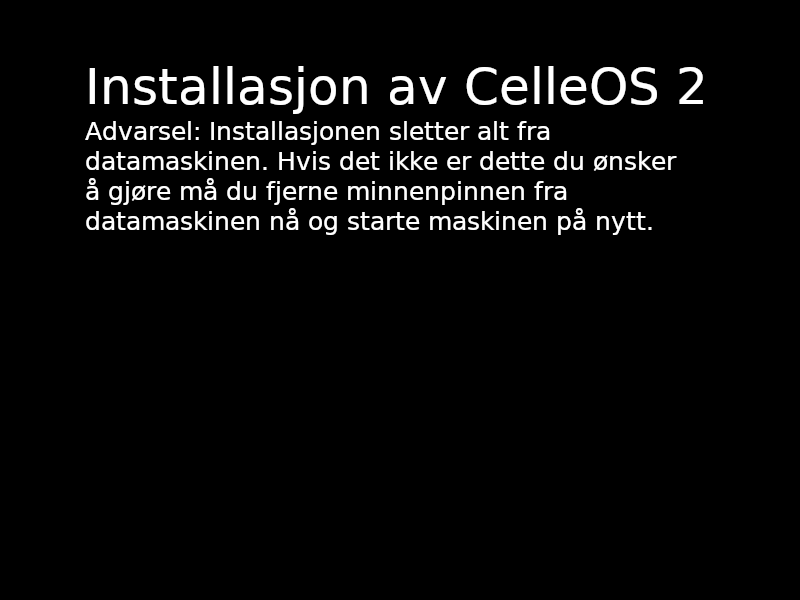 Installasjon av CelleOS 2
Advarsel: Installasjonen sletter alt fra
datamaskinen. Hvis det ikke er dette du ønsker
å gjøre må du fjerne minnenpinnen fra
datamaskinen nå og starte maskinen på nytt.